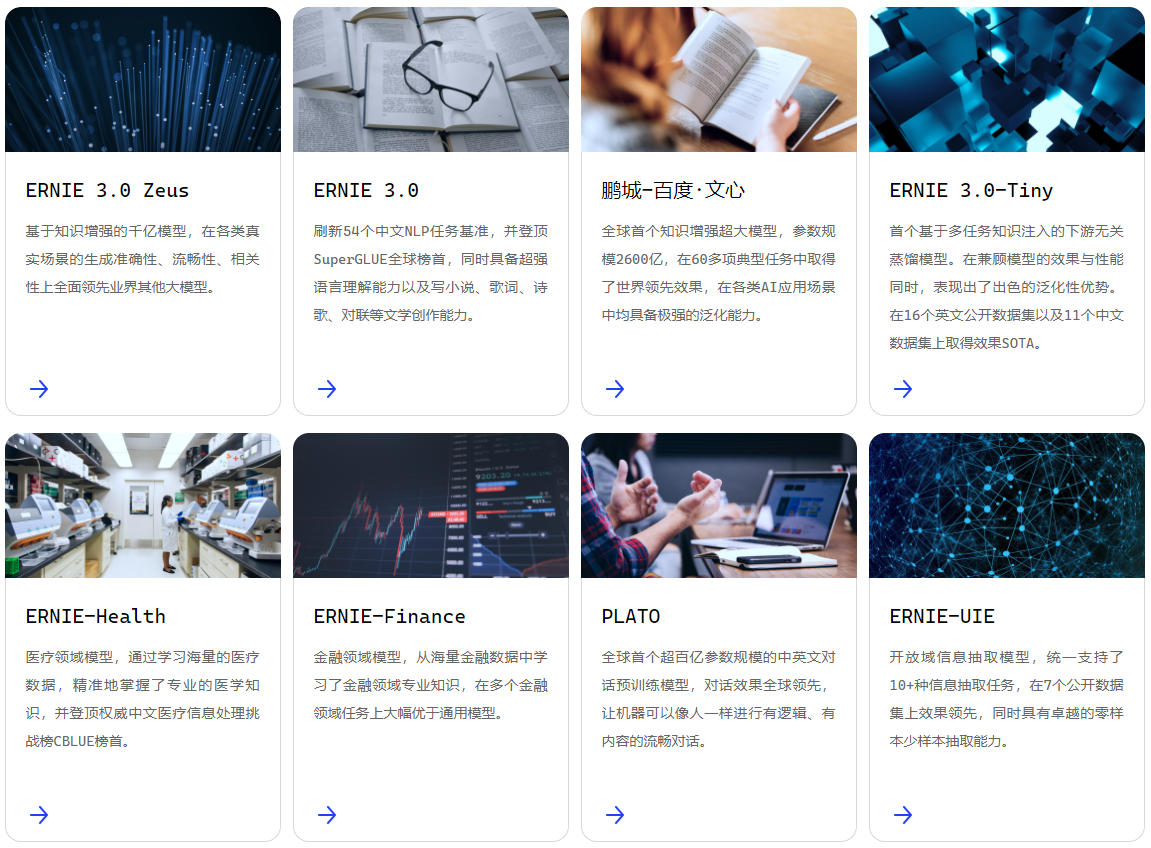 ERNIE 3.0 Zeus
基于知识增强的千亿模型，在各类真
实场景的生成准确性、流畅性、相关
性上全面领先业界其他大模型。
ERNIE 3.0
刷新54个中文NLP任务基准，并登顶
SuperGLUE全球榜首，同时具备超强
语言理解能力以及写小说、歌词、诗
歌、对联等文学创作能力。
鹏城-百度·文心
全球首个知识增强超大模型，参数规
模2600亿，在60多项典型任务中取得
了世界领先效果，在各类AI应用场景
中均具备极强的泛化能力。
ERNIE 3.0-Tiny
首个基于多任务知识注入的下游无关
蒸馏模型。在兼顾模型的效果与性能
同时，表现出了出色的泛化性优势。
在16个英文公开数据集以及11个中文
数据集上取得效果SOTA。
9203.20
SELL
BUY
ERNIE-Health
医疗领域模型，通过学习海量的医疗
数据，精准地掌握了专业的医学知
识，并登顶权威中文医疗信息处理挑
战榜CBLUE榜首。
ERNIE-Finance
金融领域模型，从海量金融数据中学
习了金融领域专业知识，在多个金融
领域任务上大幅优于通用模型。
PLATO
全球首个超百亿参数规模的中英文对
话预训练模型，对话效果全球领先，
让机器可以像人一样进行有逻辑、有
内容的流畅对话。
ERNIE-UIE
开放域信息抽取模型，统一支持了
10+种信息抽取任务，在7个公开数据
集上效果领先，同时具有卓越的零样
本少样本抽取能力。